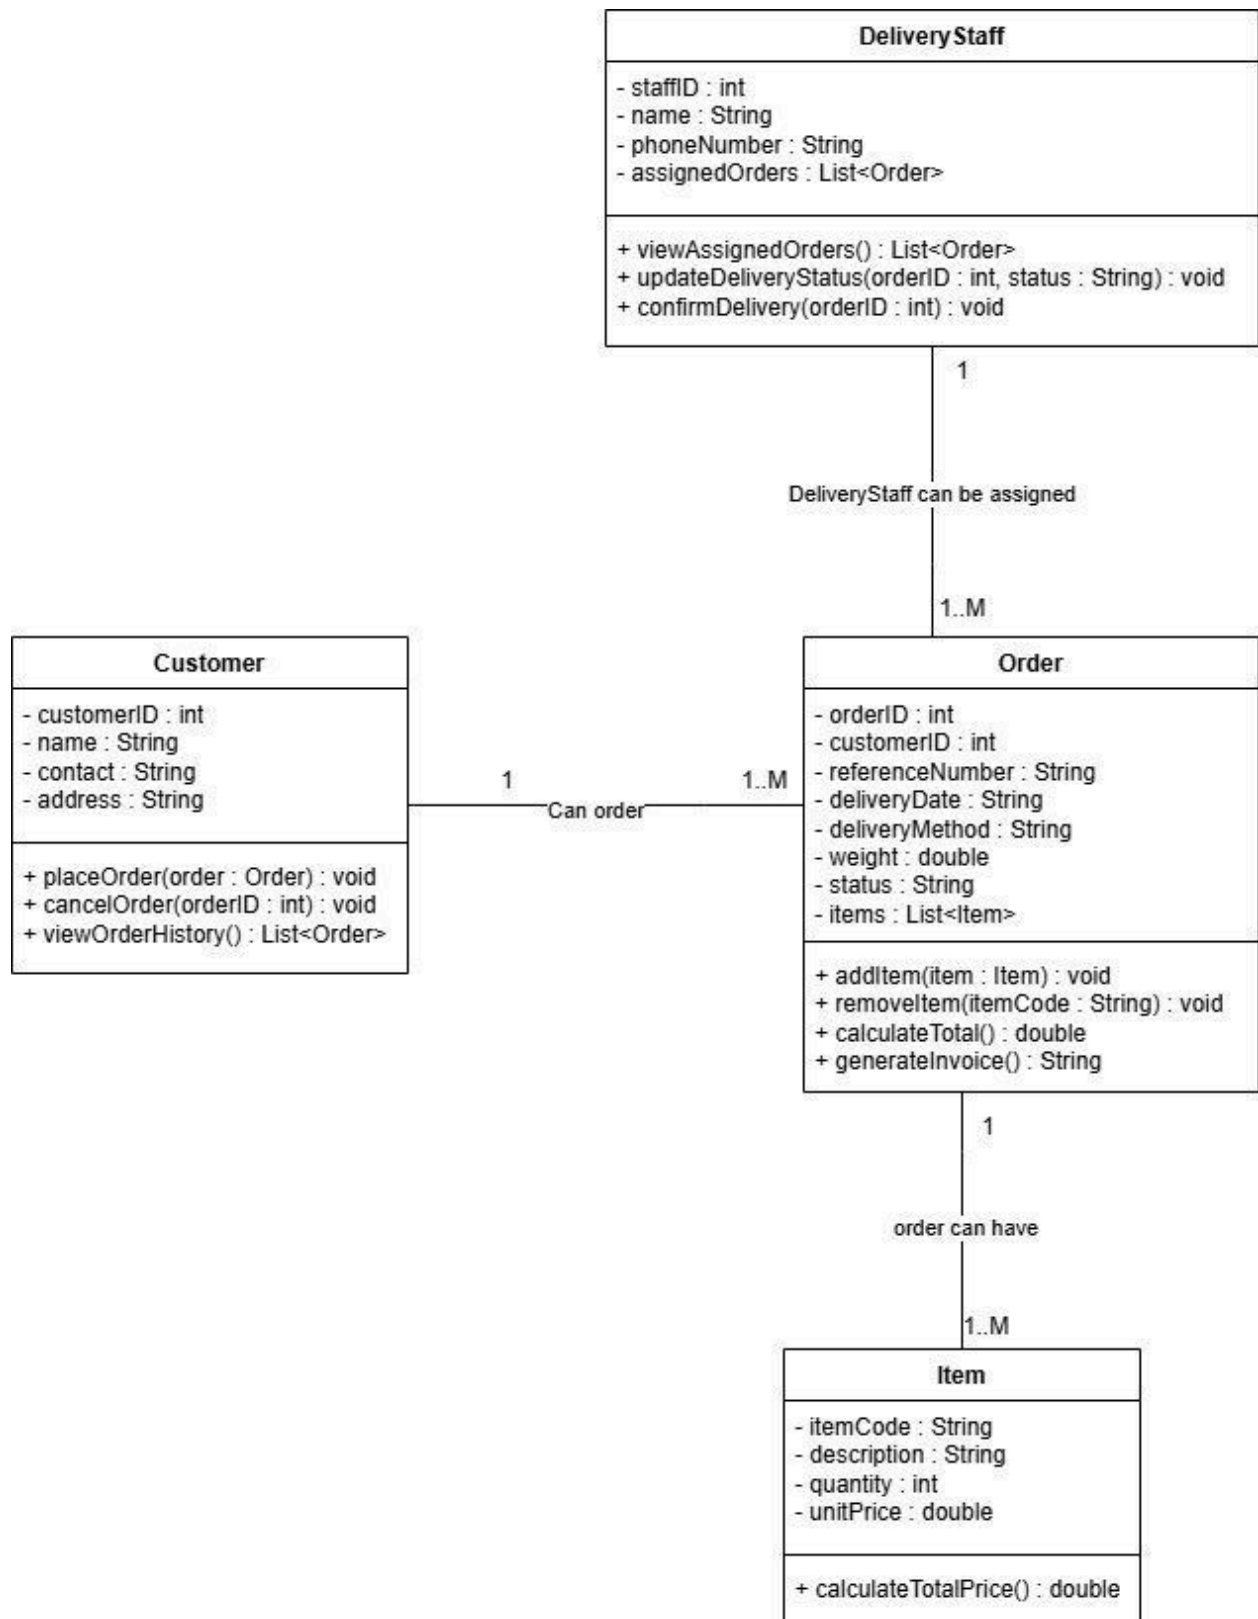 DeliveryStaff
- staffID : int
- name : String
- phoneNumber : String
- assignedOrders : List<Order>
+ viewAssignedOrders() : List<Order>
+ updateDeliveryStatus(orderID : int, status : String) : void
+ confirmDelivery(orderID : int) : void
1
DeliveryStaff can be assigned
1..M
Customer
- customerID : int
- name : String
- contact : String
- address : String
+ placeOrder(order : Order) : void
+ cancelOrder(orderID : int) : void
+ viewOrderHistory() : List<Order>
1
Can order
1..M
Order
- orderID : int
- customerID : int
- referenceNumber : String
- deliveryDate : String
- deliveryMethod : String
- weight : double
- status : String
- items : List<Item>
+ addItem(item : Item) : void
+ removeItem(itemCode : String) : void
+ calculateTotal() : double
+ generateInvoice() : String
1
order can have
1..M
Item
- itemCode : String
- description : String
- quantity : int
- unitPrice : double
+ calculateTotalPrice() : double